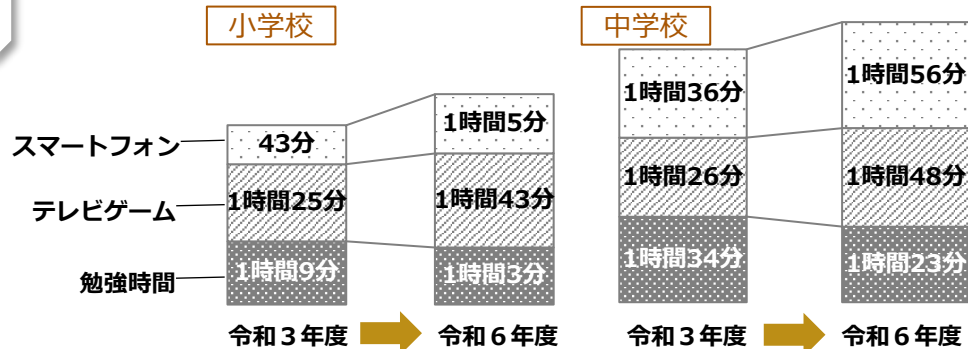 小学校
中学校
スマートフォン
43分
1時間5分
1時間36分
1時間56分
テレビゲーム
1時間25分
1時間43分
1時間26分
1時間48分
勉強時間
1時間9分
1時間3分
1時間34分
1時間23分
令和3年度
令和6年度
令和3年度
令和6年度